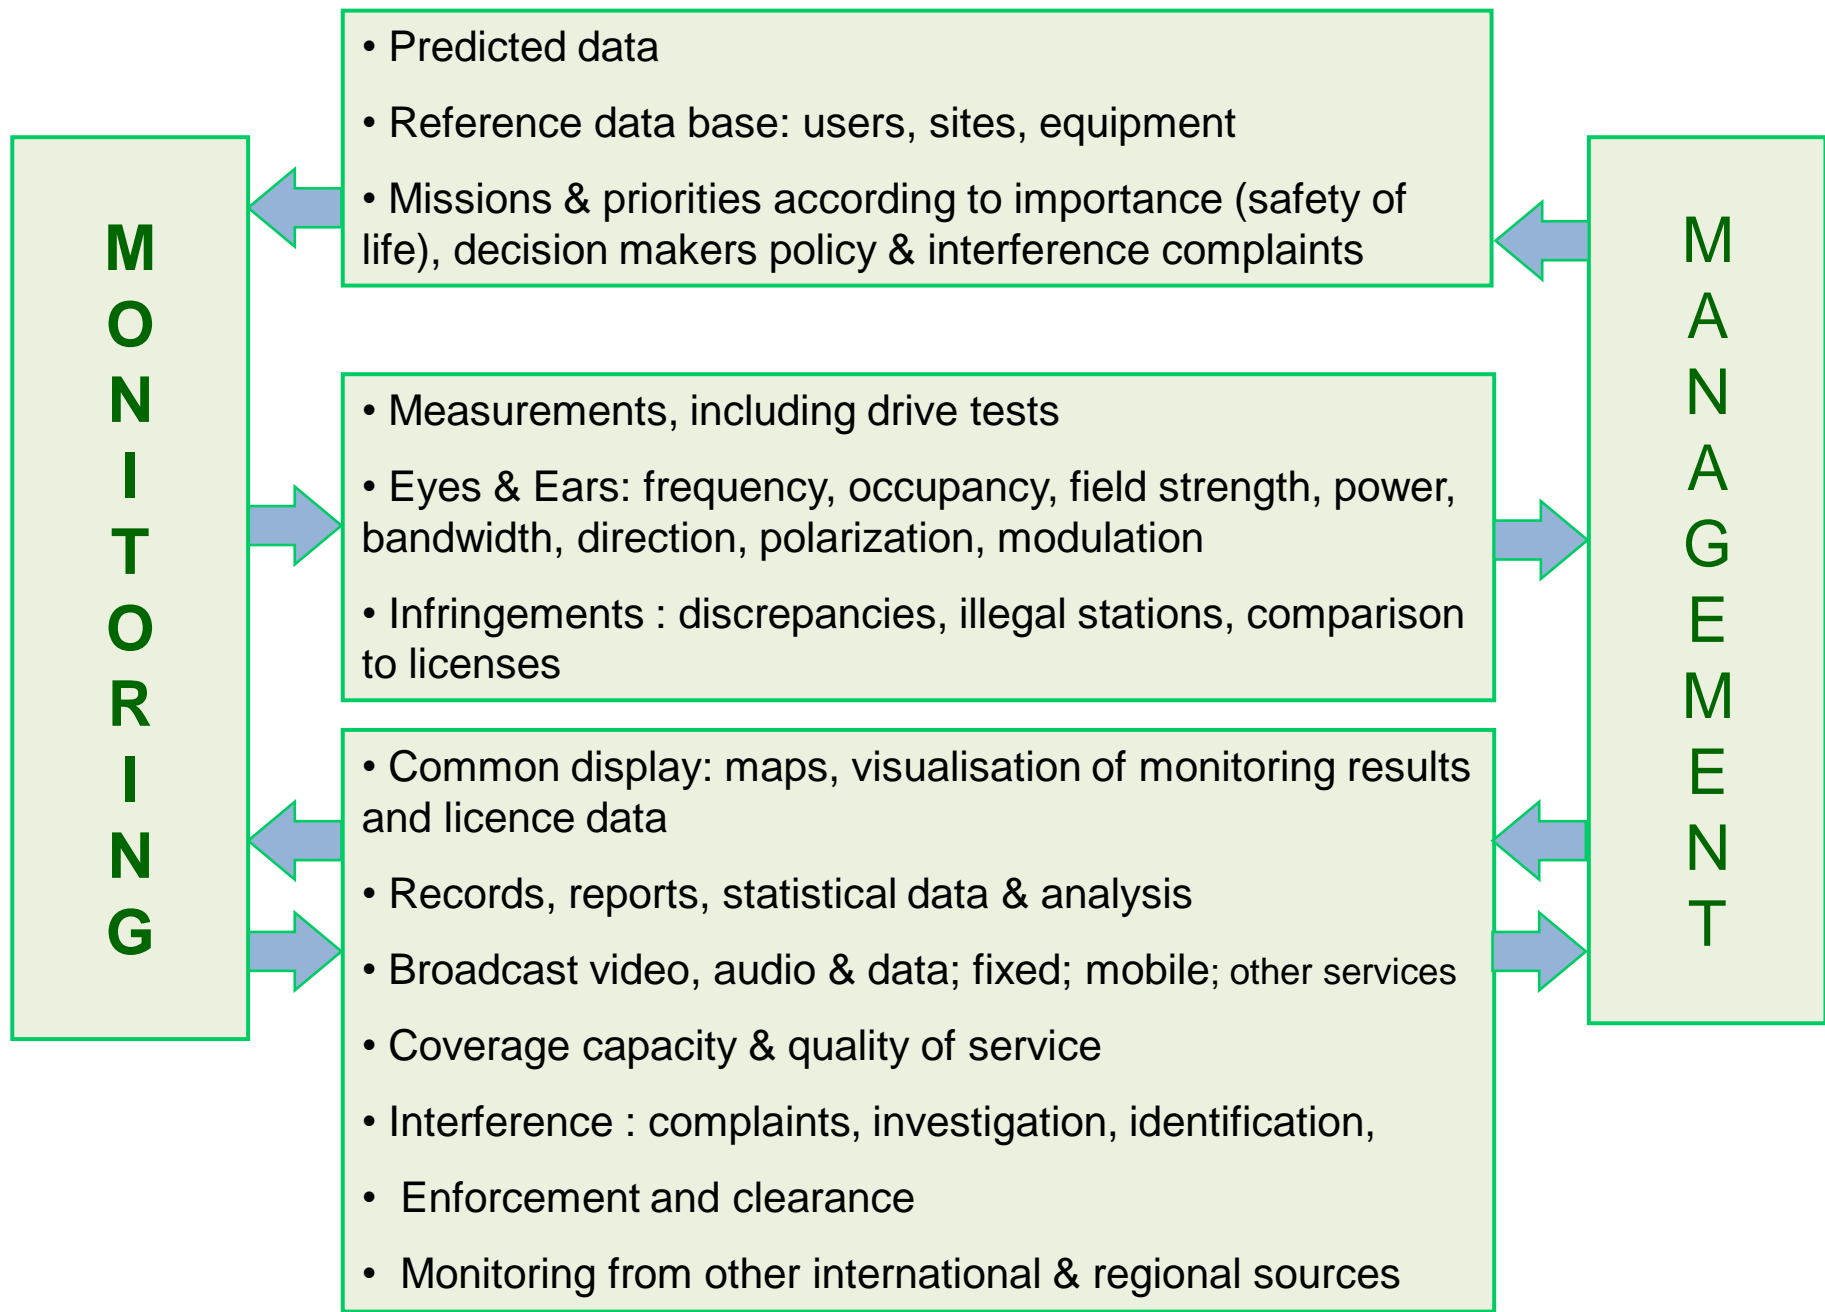 MONITORING
• Predicted data
• Reference data base: users, sites, equipment
• Missions & priorities according to importance (safety of
life), decision makers policy & interference complaints
• Measurements, including drive tests
• Eyes & Ears: frequency, occupancy, field strength, power,
bandwidth, direction, polarization, modulation
• Infringements : discrepancies, illegal stations, comparison
to licenses
• Common display: maps, visualisation of monitoring results
and licence data
• Records, reports, statistical data & analysis
• Broadcast video, audio & data; fixed; mobile; other services
• Coverage capacity & quality of service
• Interference : complaints, investigation, identification,
• Enforcement and clearance
• Monitoring from other international & regional sources
MANAGEMENT